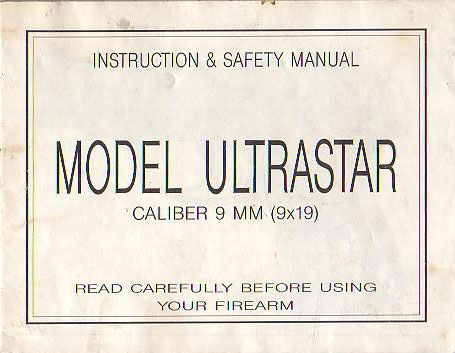 INSTRUCTION & SAFETY MANUAL
MODEL ULTRASTAR
CALIBER 9 MM (9x19)
READ CAREFULLY BEFORE USING
YOUR FIREARM